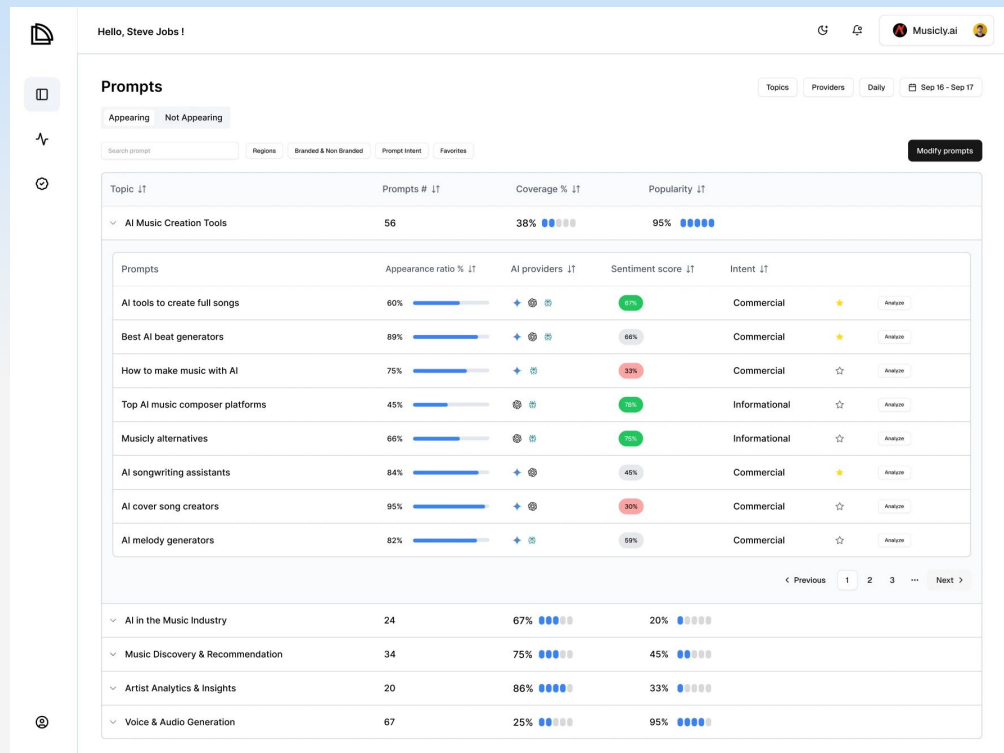 Hello, Steve Jobs !
Musicly.ai
Prompts
Topics Providers Daily Sep 16 - Sep 17
Appearing Not Appearing
Search prompt Regions Branded & Non Branded Prompt Intent Favorites Modify prompts
Topic Prompts # Coverage % Popularity
AI Music Creation Tools 56 38% 95%
Prompts Appearance ratio % AI providers Sentiment score Intent
AI tools to create full songs 60% 67% Commercial Analyze
Best AI beat generators 89% 66% Commercial Analyze
How to make music with AI 75% 33% Commercial Analyze
Top AI music composer platforms 45% 78% Informational Analyze
Musicly alternatives 66% 75% Informational Analyze
AI songwriting assistants 84% 45% Commercial Analyze
AI cover song creators 95% 30% Commercial Analyze
AI melody generators 82% 59% Commercial Analyze
Previous 1 2 3 ... Next
AI in the Music Industry 24 67% 20%
Music Discovery & Recommendation 34 75% 45%
Artist Analytics & Insights 20 86% 33%
Voice & Audio Generation 67 25% 95%